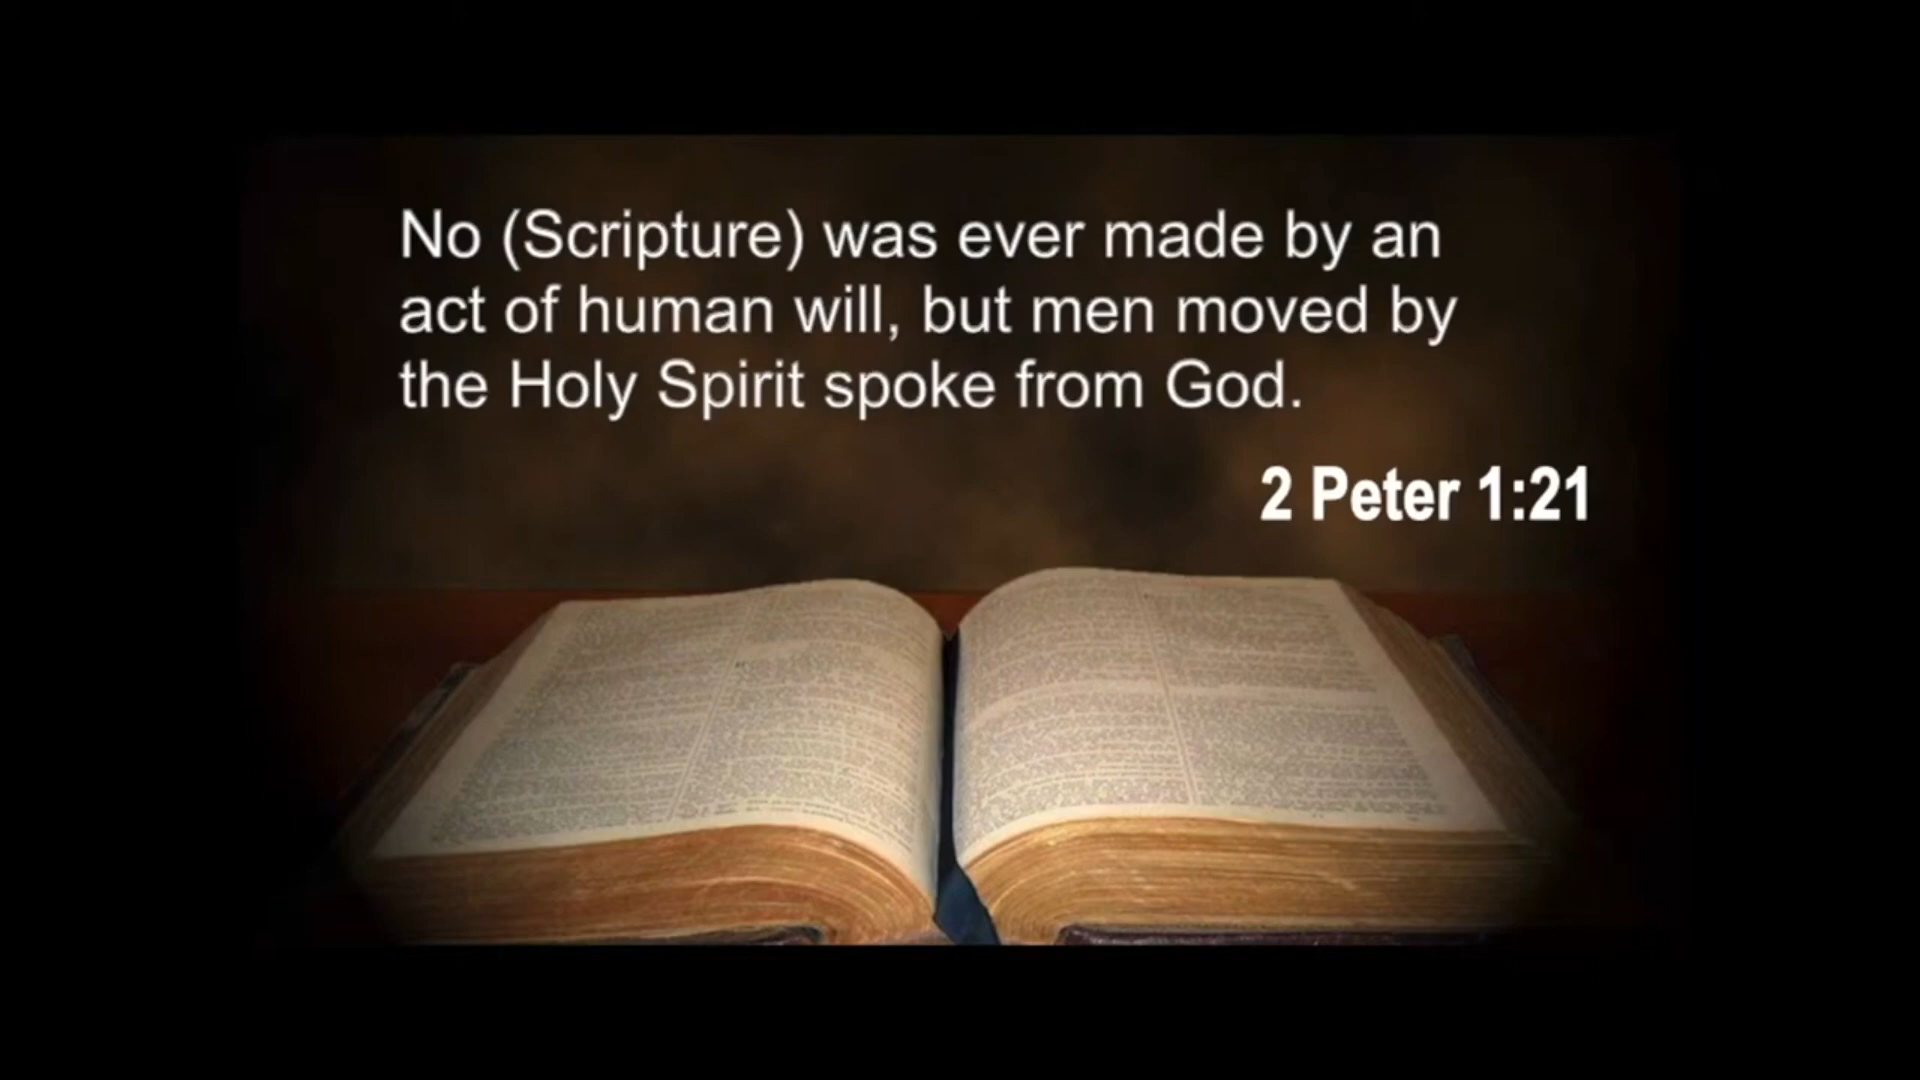 No (Scripture) was ever made by an
act of human will, but men moved by
the Holy Spirit spoke from God.
2 Peter 1:21